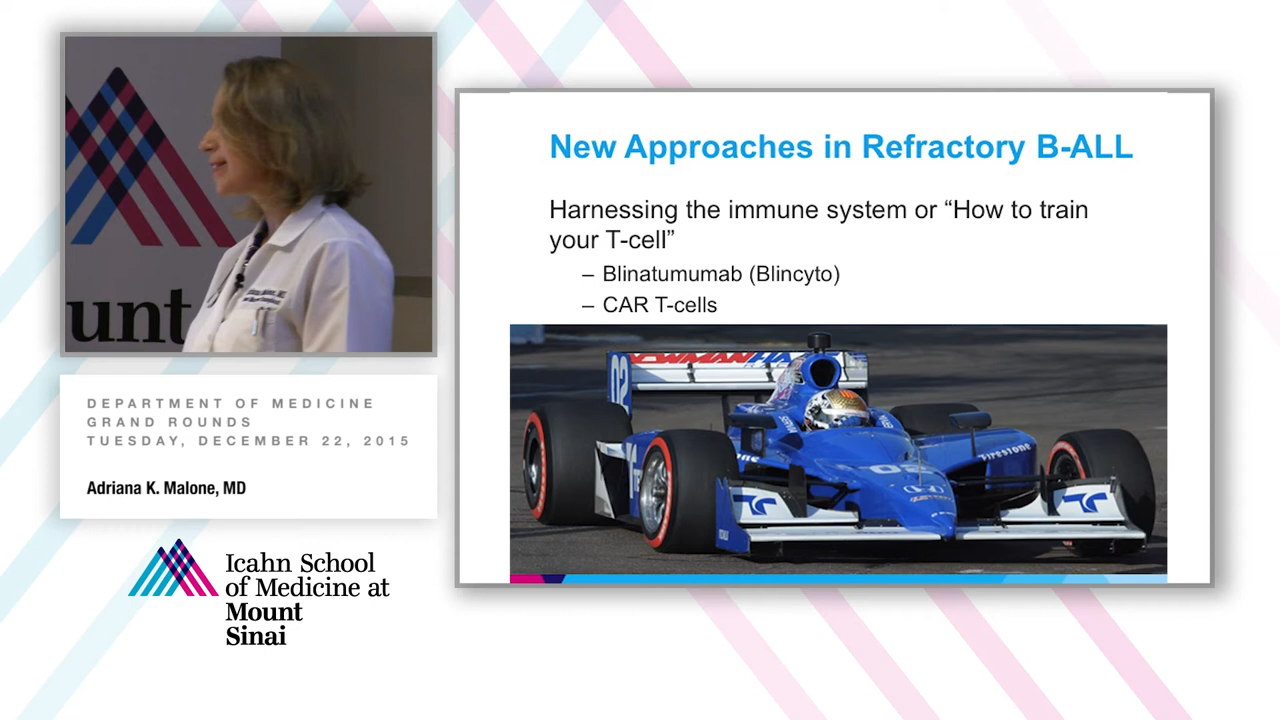 unt
DEPARTMENT OF MEDICINE
GRAND ROUNDS
TUESDAY, DECEMBER 22, 2015
Adriana K. Malone, MD
Icahn School
of Medicine at
Mount
Sinai
New Approaches in Refractory B-ALL
Harnessing the immune system or “How to train
your T-cell”
– Blinatumumab (Blincyto)
– CAR T-cells
02
Firestone